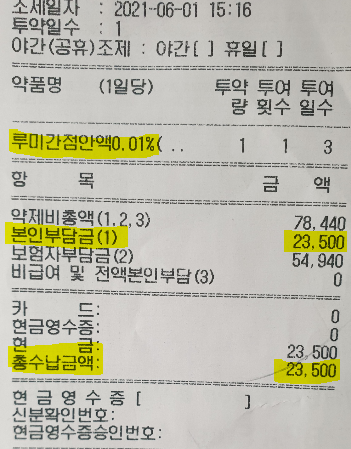 조제일자 : 2021-06-01 15:16
투약일수 : 1
야간(공휴)조제 : 야간[ ] 휴일[ ]
약품명 (1일당) 투약 투여 투여
량 횟수 일수
루미간점안액0.01%( .. 1 1 3
항 목 금 액
약제비총액(1,2,3) 78,440
본인부담금(1) 23,500
보험자부담금(2) 54,940
비급여 및 전액본인부담(3) 0
카 드: 0
현금영수증: 0
현 금: 23,500
총수납금액: 23,500
현 금 영 수 증 [ ]
신분확인번호:
현금영수증승인번호: